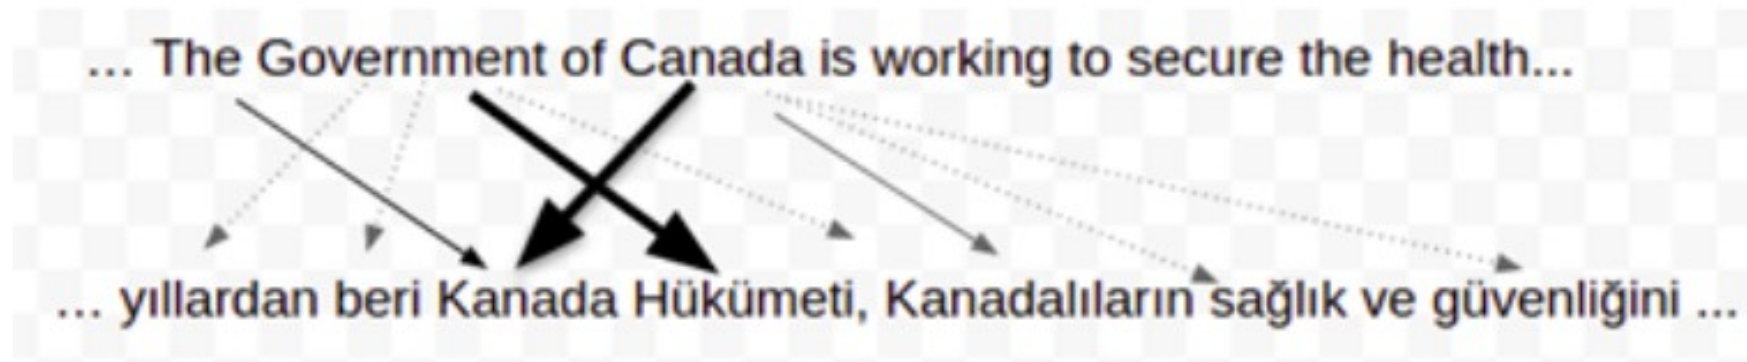 ... The Government of Canada is working to secure the health...
... yıllardan beri Kanada Hükümeti, Kanadalıların sağlık ve güvenliğini ...